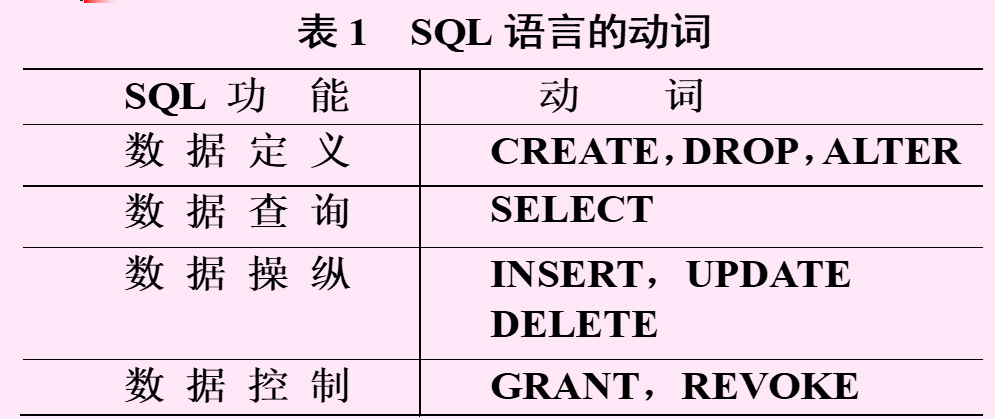 表1 SQL 语言的动词
SQL 功 能 动 词
数 据 定 义 CREATE，DROP，ALTER
数 据 查 询 SELECT
数 据 操 纵 INSERT，UPDATE
DELETE
数 据 控 制 GRANT，REVOKE